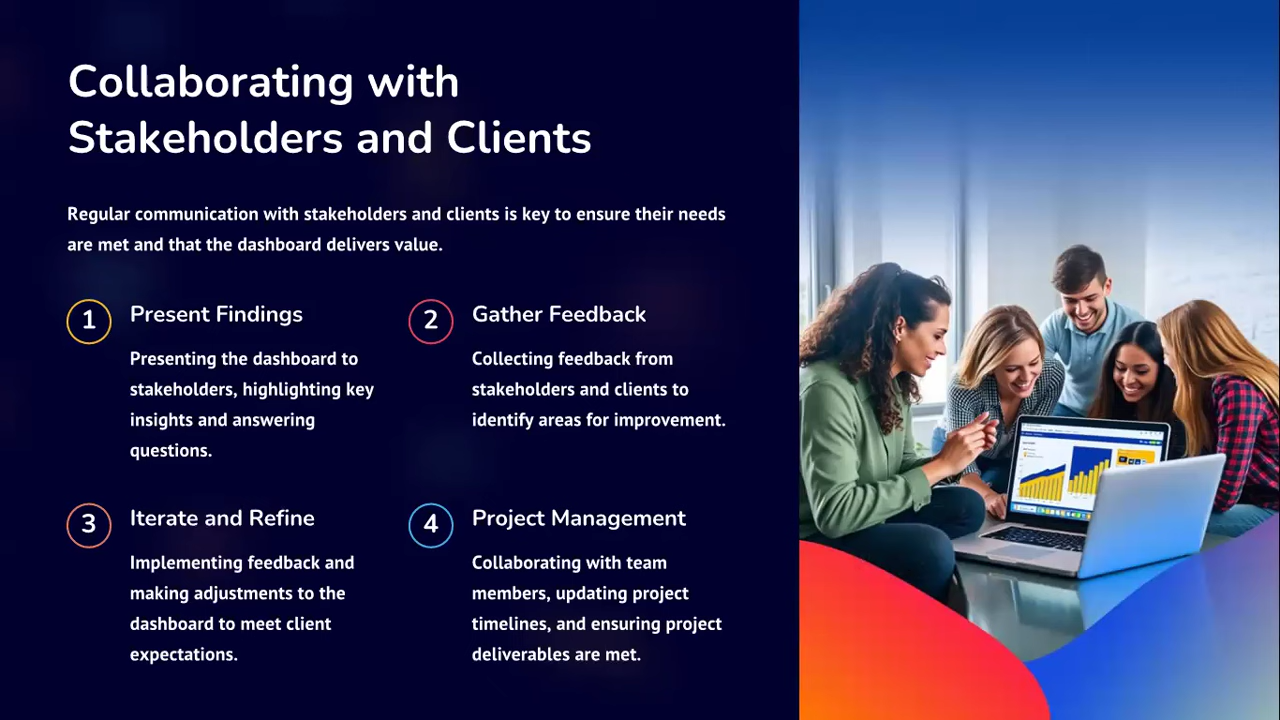 Collaborating with
Stakeholders and Clients
Regular communication with stakeholders and clients is key to ensure their needs
are met and that the dashboard delivers value.
1
Present Findings
Presenting the dashboard to
stakeholders, highlighting key
insights and answering
questions.
2
Gather Feedback
Collecting feedback from
stakeholders and clients to
identify areas for improvement.
3
Iterate and Refine
Implementing feedback and
making adjustments to the
dashboard to meet client
expectations.
4
Project Management
Collaborating with team
members, updating project
timelines, and ensuring project
deliverables are met.